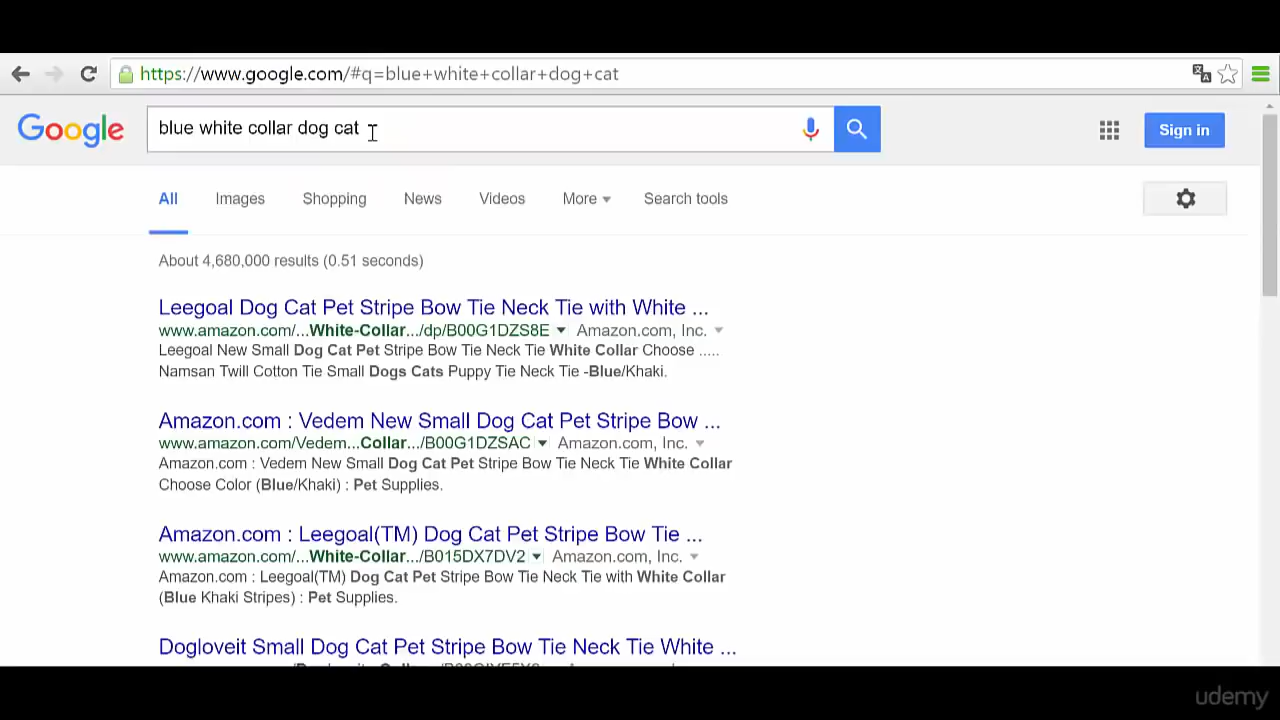 https://www.google.com/#q=blue+white+collar+dog+cat
Google
blue white collar dog cat
Sign in
All Images Shopping News Videos More Search tools
About 4,680,000 results (0.51 seconds)
Leegoal Dog Cat Pet Stripe Bow Tie Neck Tie with White ...
www.amazon.com/...White-Collar.../dp/B00G1DZS8E Amazon.com, Inc.
Leegoal New Small Dog Cat Pet Stripe Bow Tie Neck Tie White Collar Choose .....
Namsan Twill Cotton Tie Small Dogs Cats Puppy Tie Neck Tie -Blue/Khaki.
Amazon.com : Vedem New Small Dog Cat Pet Stripe Bow ...
www.amazon.com/Vedem...Collar.../B00G1DZSAC Amazon.com, Inc.
Amazon.com : Vedem New Small Dog Cat Pet Stripe Bow Tie Neck Tie White Collar
Choose Color (Blue/Khaki) : Pet Supplies.
Amazon.com : Leegoal(TM) Dog Cat Pet Stripe Bow Tie ...
www.amazon.com/...White-Collar.../B015DX7DV2 Amazon.com, Inc.
Amazon.com : Leegoal(TM) Dog Cat Pet Stripe Bow Tie Neck Tie with White Collar
(Blue Khaki Stripes) : Pet Supplies.
Dogloveit Small Dog Cat Pet Stripe Bow Tie Neck Tie White ...
udemy